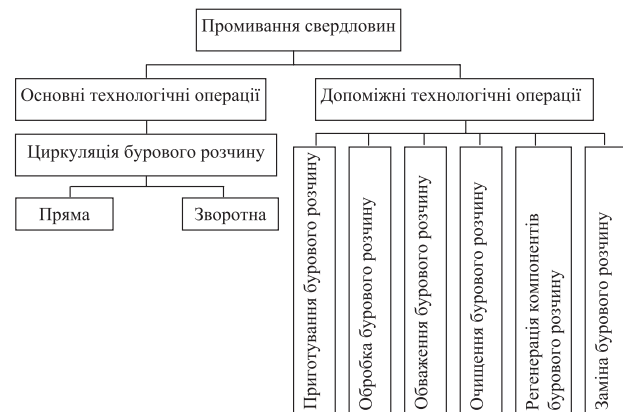 Промивання свердловин
Основні технологічні операції
Допоміжні технологічні операції
Циркуляція бурового розчину
Пряма
Зворотна
Приготування бурового розчину
Обробка бурового розчину
Обваження бурового розчину
Очищення бурового розчину
Регенерація компонентів
бурового розчину
Заміна бурового розчину